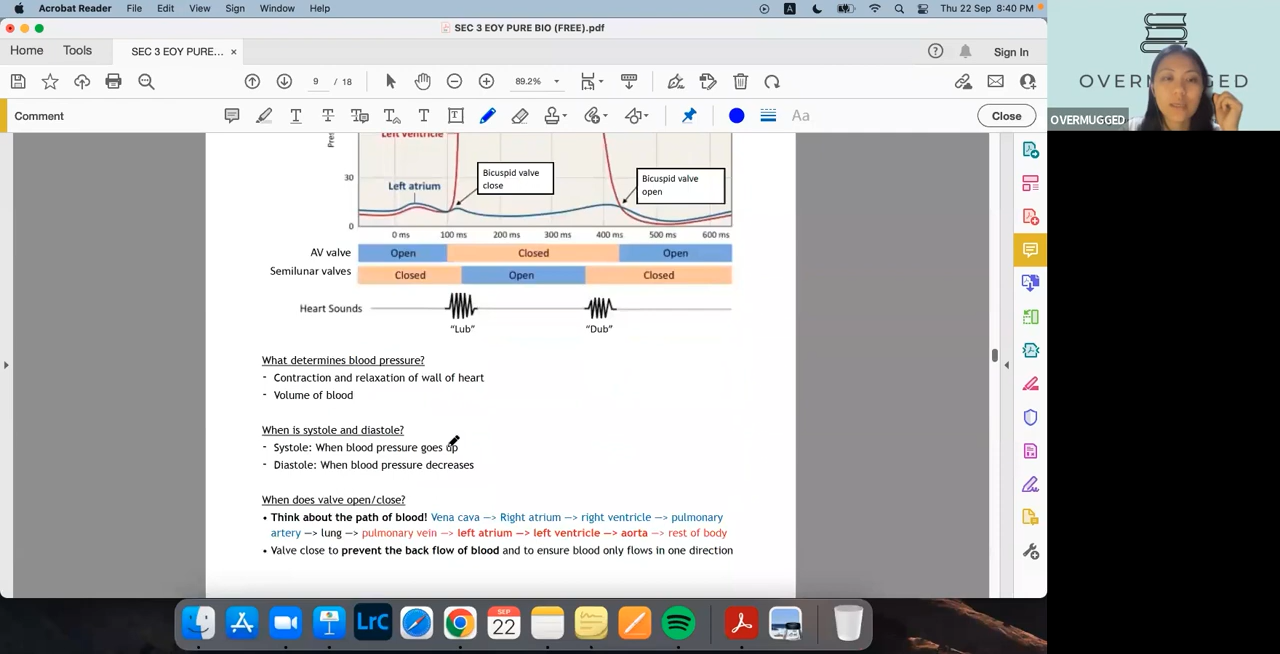 Acrobat Reader File Edit View Sign Window Help
Thu 22 Sep 8:40 PM
SEC 3 EOY PURE BIO (FREE).pdf
Home Tools SEC 3 EOY PURE... × Sign In
9 / 18 89.2%
Comment Close
OVERMUGGED
OVERMUGGED
Left ventricle
30
Left atrium
Bicuspid valve
close
Bicuspid valve
open
0
0 ms 100 ms 200 ms 300 ms 400 ms 500 ms 600 ms
AV valve Open Closed Open
Semilunar valves Closed Open Closed
Heart Sounds
"Lub" "Dub"
What determines blood pressure?
- Contraction and relaxation of wall of heart
- Volume of blood
When is systole and diastole?
- Systole: When blood pressure goes up
- Diastole: When blood pressure decreases
When does valve open/close?
• Think about the path of blood! Vena cava —> Right atrium —> right ventricle —> pulmonary
artery —> lung —> pulmonary vein —> left atrium —> left ventricle —> aorta —> rest of body
• Valve close to prevent the back flow of blood and to ensure blood only flows in one direction
LrC
SEP
22